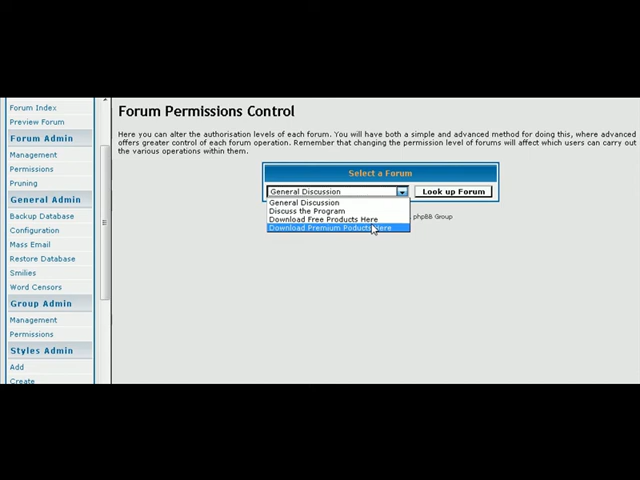 Forum Index
Preview Forum
Forum Admin
Management
Permissions
Pruning
General Admin
Backup Database
Configuration
Mass Email
Restore Database
Smilies
Word Censors
Group Admin
Management
Permissions
Styles Admin
Add
Create
Forum Permissions Control
Here you can alter the authorisation levels of each forum. You will have both a simple and advanced method for doing this, where advanced
offers greater control of each forum operation. Remember that changing the permission level of forums will affect which users can carry out
the various operations within them.
Select a Forum
General Discussion
Look up Forum
General Discussion
Discuss the Program
Download Free Products Here
Download Premium Poducts Here
phpBB Group